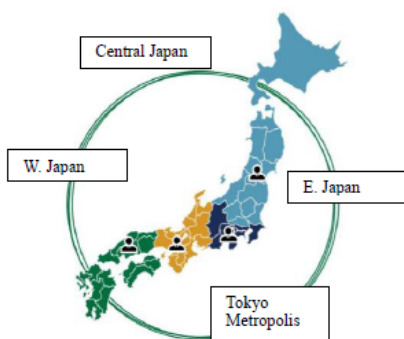 Central Japan
W. Japan
E. Japan
Tokyo
Metropolis